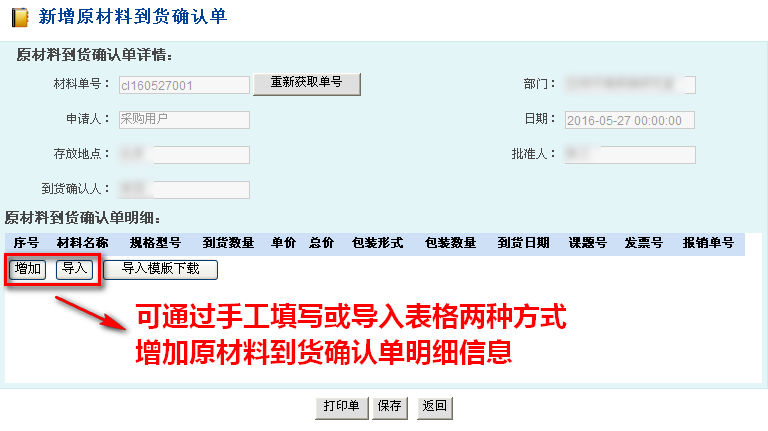 新增原材料到货确认单
原材料到货确认单详情：
材料单号： cl160527001 重新获取单号 部门：
申请人： 采购用户 日期： 2016-05-27 00:00:00
存放地点： 批准人：
到货确认人：
原材料到货确认单明细：
序号 材料名称 规格型号 到货数量 单价 总价 包装形式 包装数量 到货日期 课题号 发票号 报销单号
增加 导入 导入模版下载
可通过手工填写或导入表格两种方式
增加原材料到货确认单明细信息
打印单 保存 返回